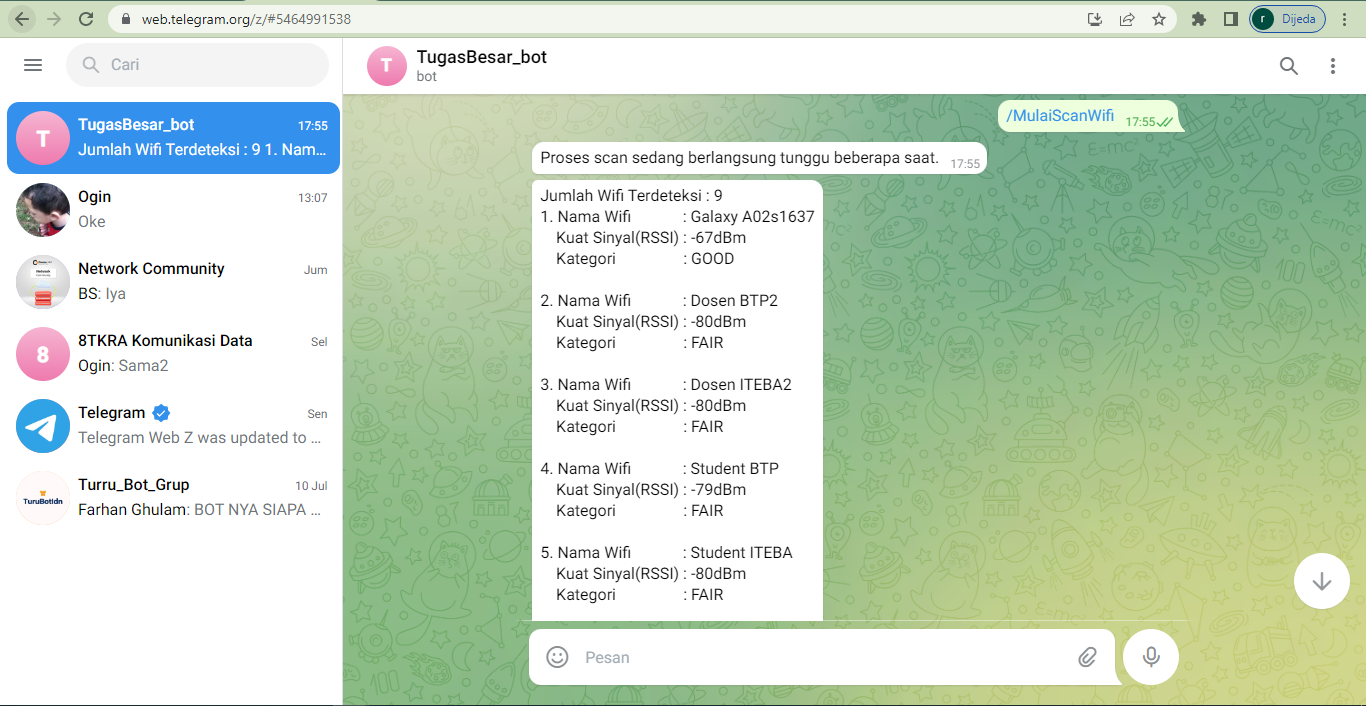 web.telegram.org/z/#5464991538
r Dijeda
Cari
T TugasBesar_bot 17:55
Jumlah Wifi Terdeteksi : 9 1. Nam...
Ogin 13:07
Oke
Network Community Jum
BS: Iya
8 8TKRA Komunikasi Data Sel
Ogin: Sama2
Telegram Sen
Telegram Web Z was updated to ...
TuruBotIdn
Turru_Bot_Grup 10 Jul
Farhan Ghulam: BOT NYA SIAPA ...
T TugasBesar_bot
bot
/MulaiScanWifi 17:55
Proses scan sedang berlangsung tunggu beberapa saat. 17:55
Jumlah Wifi Terdeteksi : 9
1. Nama Wifi : Galaxy A02s1637
Kuat Sinyal(RSSI) : -67dBm
Kategori : GOOD
2. Nama Wifi : Dosen BTP2
Kuat Sinyal(RSSI) : -80dBm
Kategori : FAIR
3. Nama Wifi : Dosen ITEBA2
Kuat Sinyal(RSSI) : -80dBm
Kategori : FAIR
4. Nama Wifi : Student BTP
Kuat Sinyal(RSSI) : -79dBm
Kategori : FAIR
5. Nama Wifi : Student ITEBA
Kuat Sinyal(RSSI) : -80dBm
Kategori : FAIR
Pesan